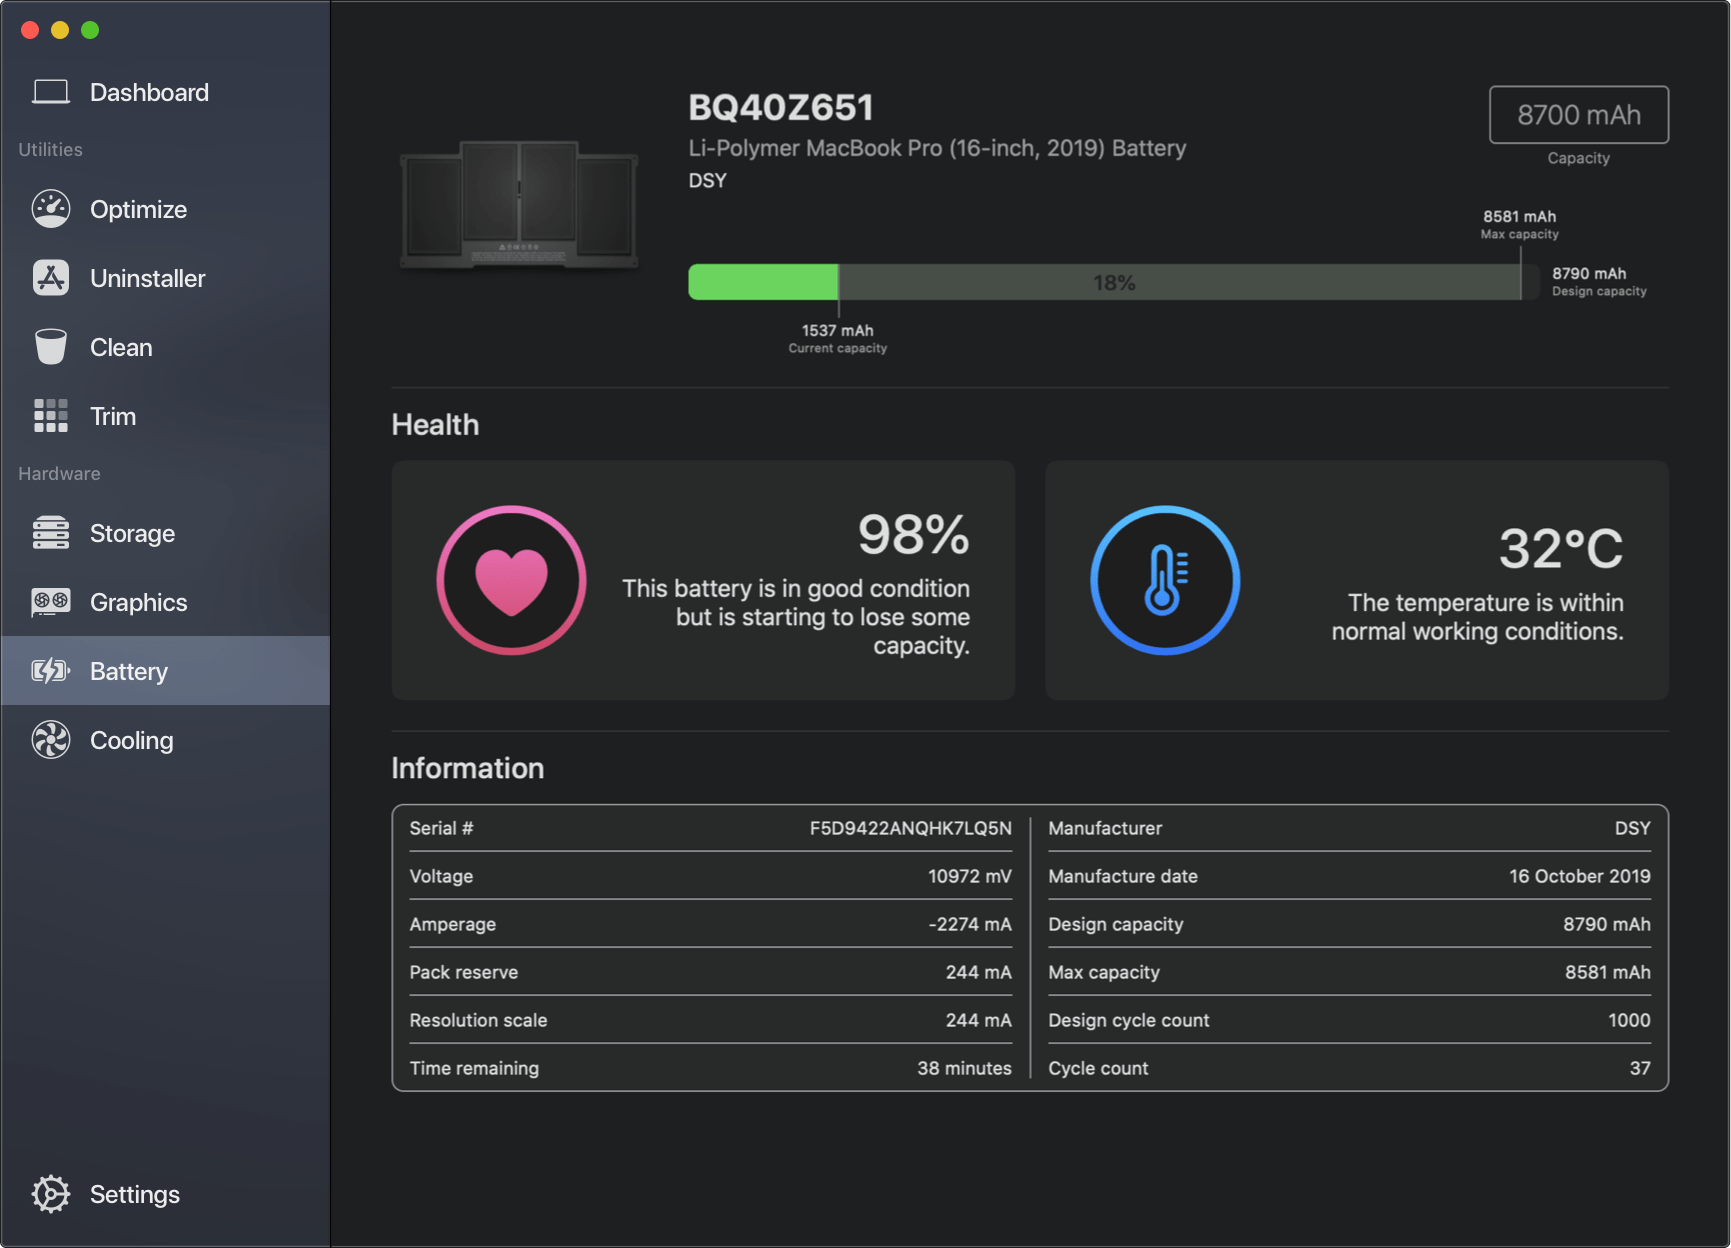 Dashboard
Utilities
Optimize
Uninstaller
Clean
Trim
Hardware
Storage
Graphics
Battery
Cooling
Settings
BQ40Z651
Li-Polymer MacBook Pro (16-inch, 2019) Battery
DSY
8700 mAh
Capacity
8581 mAh
Max capacity
18%
8790 mAh
Design capacity
1537 mAh
Current capacity
Health
98%
This battery is in good condition
but is starting to lose some
capacity.
32°C
The temperature is within
normal working conditions.
Information
Serial # F5D9422ANQHK7LQ5N
Voltage 10972 mV
Amperage -2274 mA
Pack reserve 244 mA
Resolution scale 244 mA
Time remaining 38 minutes
Manufacturer DSY
Manufacture date 16 October 2019
Design capacity 8790 mAh
Max capacity 8581 mAh
Design cycle count 1000
Cycle count 37